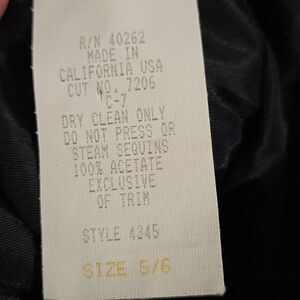 R/N 40262
MADE IN
CALIFORNIA USA
CUT NO. 7206
C-7
DRY CLEAN ONLY
DO NOT PRESS OR
STEAM SEQUINS
100% ACETATE
EXCLUSIVE
OF TRIM
STYLE 4345
SIZE 5/6